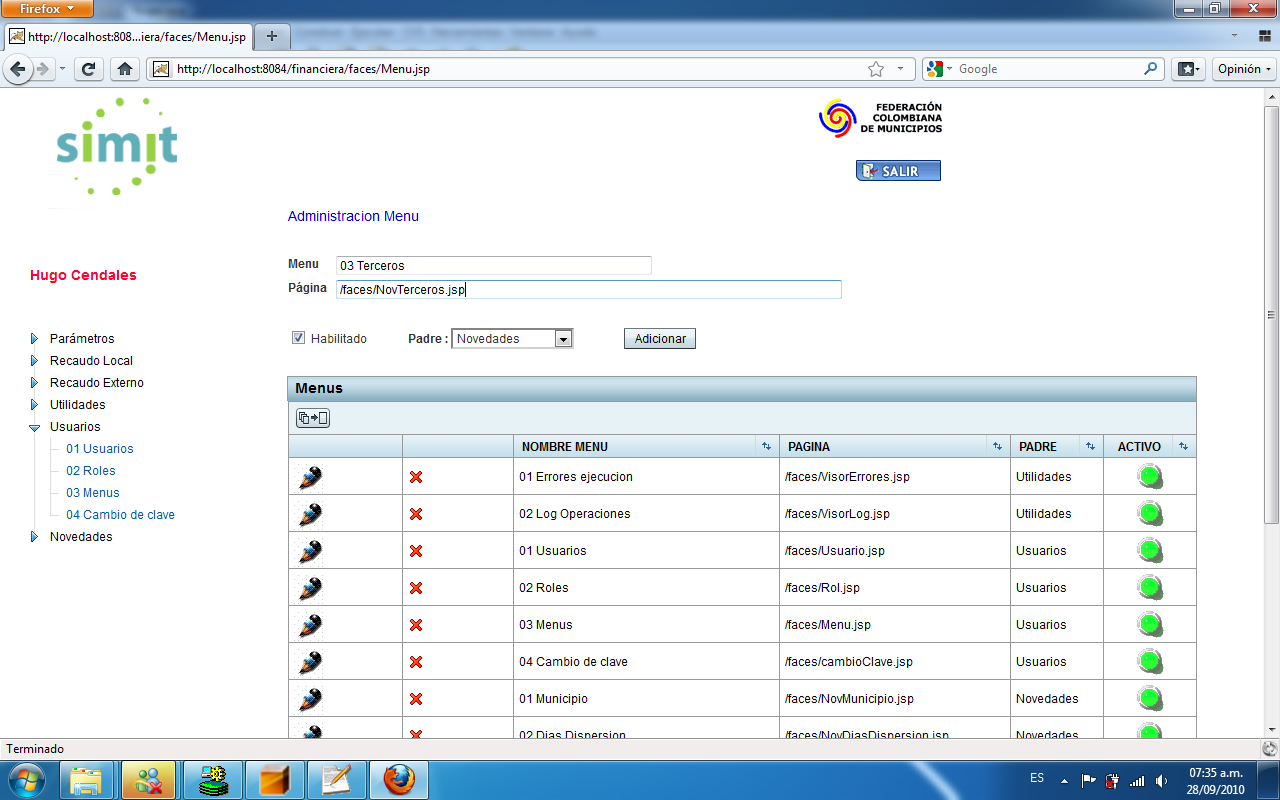 Firefox
http://localhost:808...iera/faces/Menu.jsp
http://localhost:8084/financiera/faces/Menu.jsp
Google
Opinión
simit
FEDERACIÓN
COLOMBIANA
DE MUNICIPIOS
SALIR
Administracion Menu
Hugo Cendales
Menu 03 Terceros
Página /faces/NovTerceros.jsp
Habilitado Padre : Novedades Adicionar
Parámetros
Recaudo Local
Recaudo Externo
Utilidades
Usuarios
01 Usuarios
02 Roles
03 Menus
04 Cambio de clave
Novedades
Menus
NOMBRE MENU PAGINA PADRE ACTIVO
01 Errores ejecucion /faces/VisorErrores.jsp Utilidades
02 Log Operaciones /faces/VisorLog.jsp Utilidades
01 Usuarios /faces/Usuario.jsp Usuarios
02 Roles /faces/Rol.jsp Usuarios
03 Menus /faces/Menu.jsp Usuarios
04 Cambio de clave /faces/cambioClave.jsp Usuarios
01 Municipio /faces/NovMunicipio.jsp Novedades
02 Dias Dispersion /faces/NovDiasDispersion.jsp Novedades
Terminado
ES
07:35 a.m.
28/09/2010